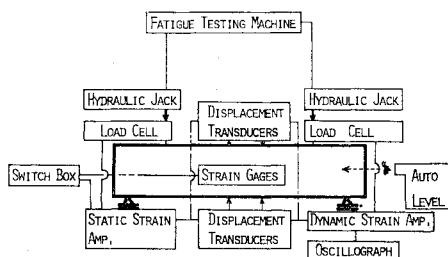 FATIGUE TESTING MACHINE
HYDRAULIC JACK
DISPLACEMENT
TRANSDUCERS
HYDRAULIC JACK
LOAD CELL
LOAD CELL
SWITCH BOX
STRAIN GAGES
AUTO
LEVEL
STATIC STRAIN
AMP.
DISPLACEMENT
TRANSDUCERS
DYNAMIC STRAIN AMP.
OSCILLOGRAPH